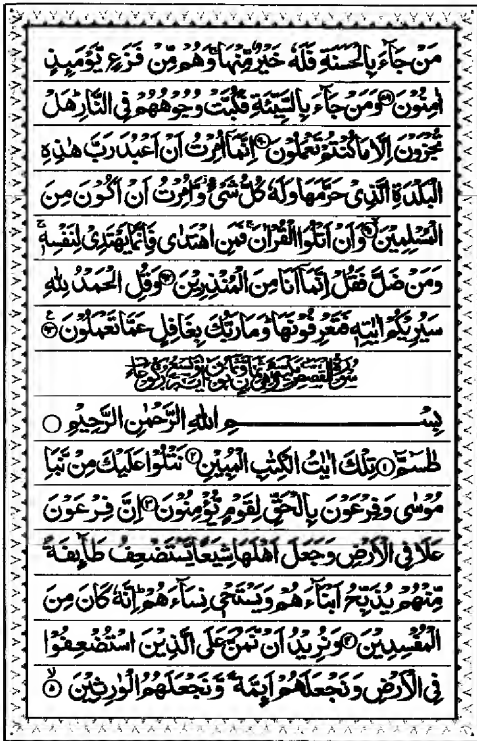 مَنْ جَآءَ بِالْحَسَنَةِ فَلَهٗ خَيْرٌ مِّنْهَا ۚ وَهُمْ مِّنْ فَزَعٍ يَّوْمَىِٕذٍ
اٰمِنُوْنَ ﴿۸۹﴾ وَمَنْ جَآءَ بِالسَّيِّئَةِ فَكُبَّتْ وُجُوْهُهُمْ فِي النَّارِ ؕ هَلْ
تُجْزَوْنَ اِلَّا مَا كُنْتُمْ تَعْمَلُوْنَ ﴿۹۰﴾ اِنَّمَاۤ اُمِرْتُ اَنْ اَعْبُدَ رَبَّ هٰذِهِ
الْبَلْدَةِ الَّذِيْ حَرَّمَهَا وَلَهٗ كُلُّ شَيْءٍ ۫ وَّاُمِرْتُ اَنْ اَكُوْنَ مِنَ
الْمُسْلِمِيْنَ ﴿۹۱﴾ وَاَنْ اَتْلُوَا الْقُرْاٰنَ ۚ فَمَنِ اهْتَدٰى فَاِنَّمَا يَهْتَدِيْ لِنَفْسِهٖ ۚ
وَمَنْ ضَلَّ فَقُلْ اِنَّمَاۤ اَنَا مِنَ الْمُنْذِرِيْنَ ﴿۹۲﴾ وَقُلِ الْحَمْدُ لِلّٰهِ
سَيُرِيْكُمْ اٰيٰتِهٖ فَتَعْرِفُوْنَهَا ؕ وَمَا رَبُّكَ بِغَافِلٍ عَمَّا تَعْمَلُوْنَ ﴿۹۳﴾
بِسْمِ اللّٰهِ الرَّحْمٰنِ الرَّحِيْمِ ○
طٰسٓمّٓ ﴿۱﴾ تِلْكَ اٰيٰتُ الْكِتٰبِ الْمُبِيْنِ ﴿۲﴾ نَتْلُوْا عَلَيْكَ مِنْ نَّبَاِ
مُوْسٰى وَفِرْعَوْنَ بِالْحَقِّ لِقَوْمٍ يُّؤْمِنُوْنَ ﴿۳﴾ اِنَّ فِرْعَوْنَ
عَلَا فِي الْاَرْضِ وَجَعَلَ اَهْلَهَا شِيَعًا يَّسْتَضْعِفُ طَآىِٕفَةً
مِّنْهُمْ يُذَبِّحُ اَبْنَآءَهُمْ وَيَسْتَحْيٖ نِسَآءَهُمْ ؕ اِنَّهٗ كَانَ مِنَ
الْمُفْسِدِيْنَ ﴿۴﴾ وَنُرِيْدُ اَنْ نَّمُنَّ عَلَى الَّذِيْنَ اسْتُضْعِفُوْا
فِي الْاَرْضِ وَنَجْعَلَهُمْ اَىِٕمَّةً وَّنَجْعَلَهُمُ الْوٰرِثِيْنَ ﴿۵﴾